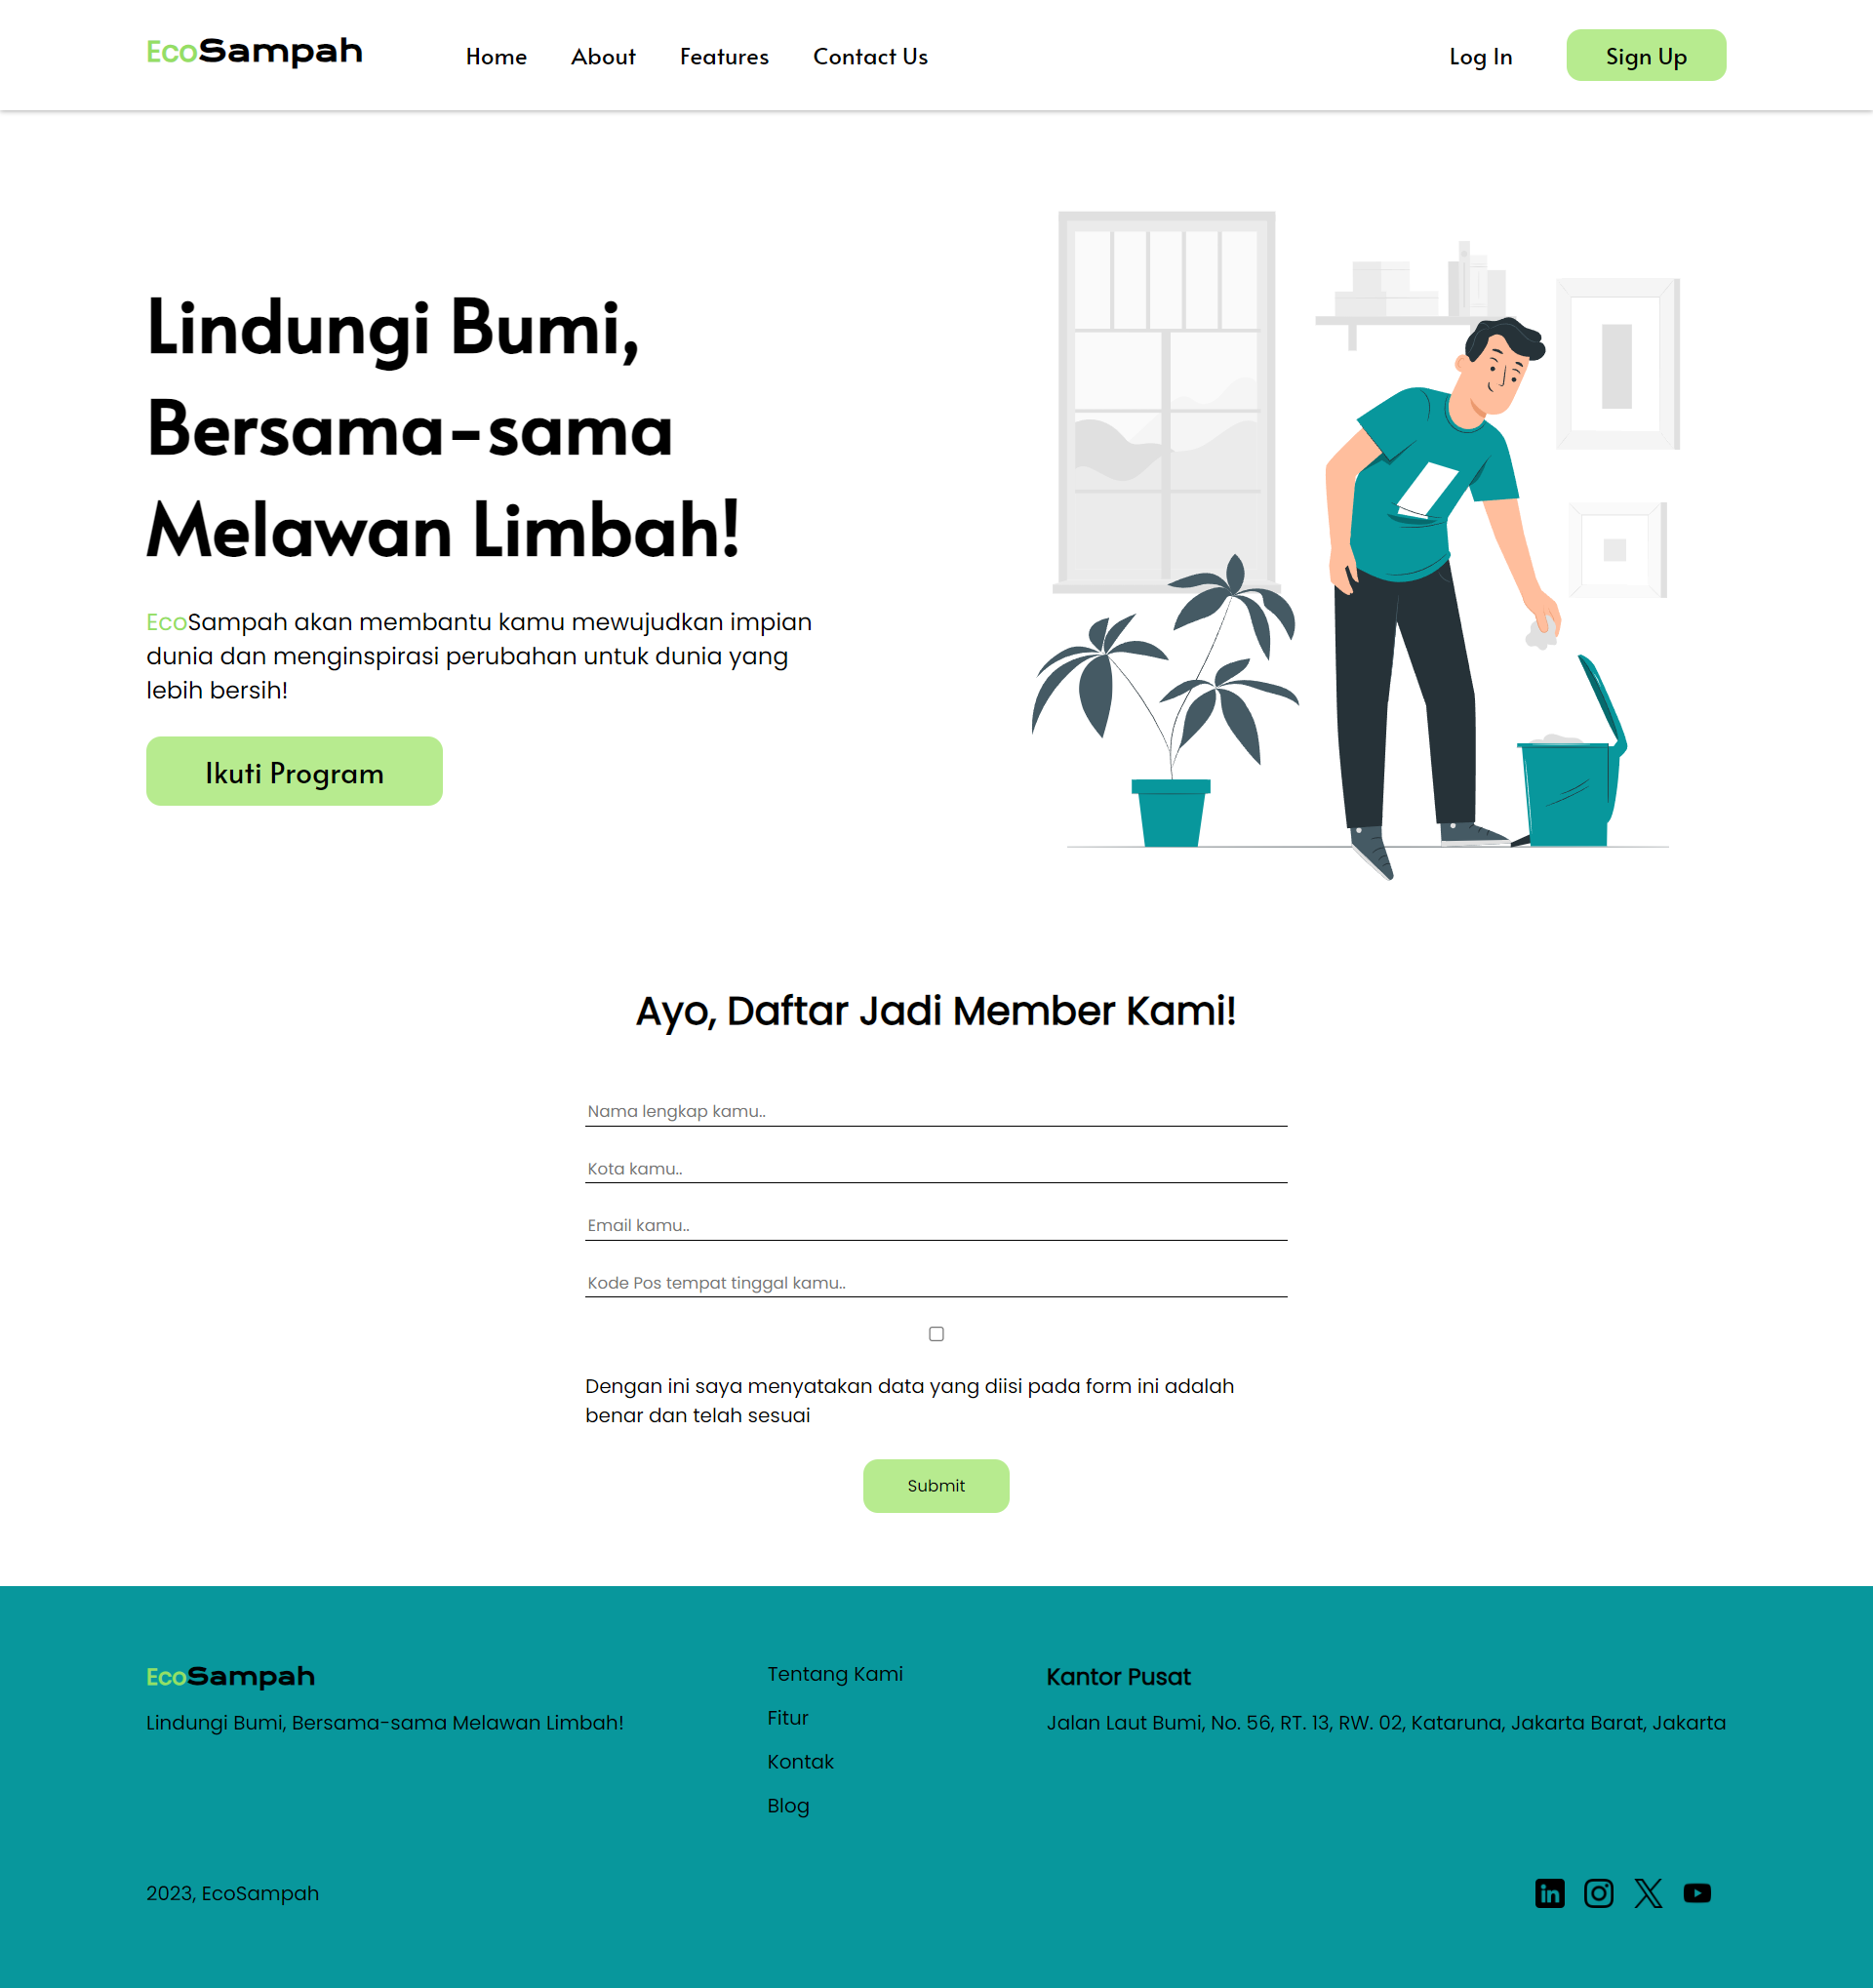 EcoSampah
Home
About
Features
Contact Us
Log In
Sign Up
Lindungi Bumi,
Bersama-sama
Melawan Limbah!
EcoSampah akan membantu kamu mewujudkan impian
dunia dan menginspirasi perubahan untuk dunia yang
lebih bersih!
Ikuti Program
Ayo, Daftar Jadi Member Kami!
Nama lengkap kamu..
Kota kamu..
Email kamu..
Kode Pos tempat tinggal kamu..
Dengan ini saya menyatakan data yang diisi pada form ini adalah
benar dan telah sesuai
Submit
EcoSampah
Lindungi Bumi, Bersama-sama Melawan Limbah!
Tentang Kami
Fitur
Kontak
Blog
Kantor Pusat
Jalan Laut Bumi, No. 56, RT. 13, RW. 02, Kataruna, Jakarta Barat, Jakarta
2023, EcoSampah